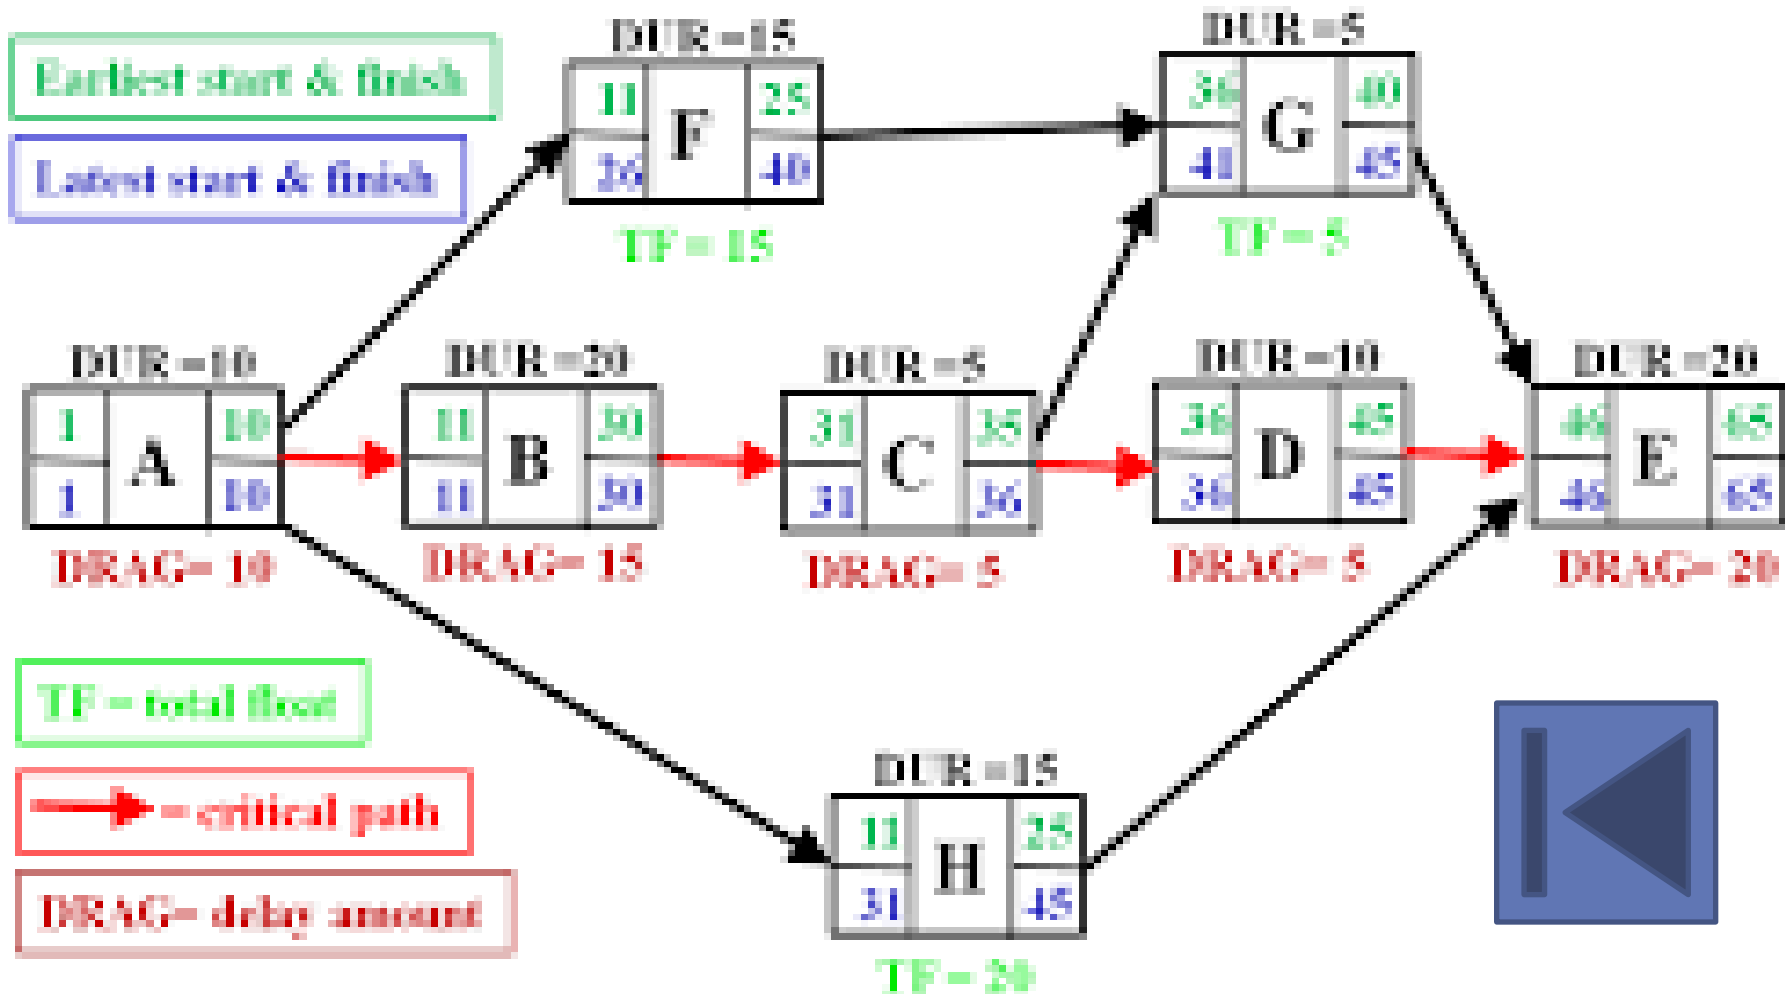 Earliest start & finish
Latest start & finish
DUR =15
11 F 25
26 40
TF = 15
DUR =5
36 G 40
41 45
TF = 5
DUR =10
1 A 10
1 10
DRAG= 10
DUR =20
11 B 30
11 30
DRAG= 15
DUR =5
31 C 35
31 36
DRAG= 5
DUR =10
36 D 45
36 45
DRAG= 5
DUR =20
46 E 65
46 65
DRAG= 20
TF = total float
= critical path
DRAG= delay amount
DUR =15
11 H 25
31 45
TF = 20